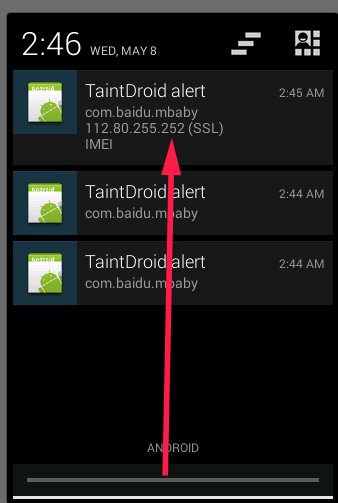 2:46 WED, MAY 8
TaintDroid alert 2:45 AM
com.baidu.mbaby
112.80.255.252 (SSL)
IMEI
TaintDroid alert 2:44 AM
com.baidu.mbaby
TaintDroid alert 2:44 AM
com.baidu.mbaby
ANDROID